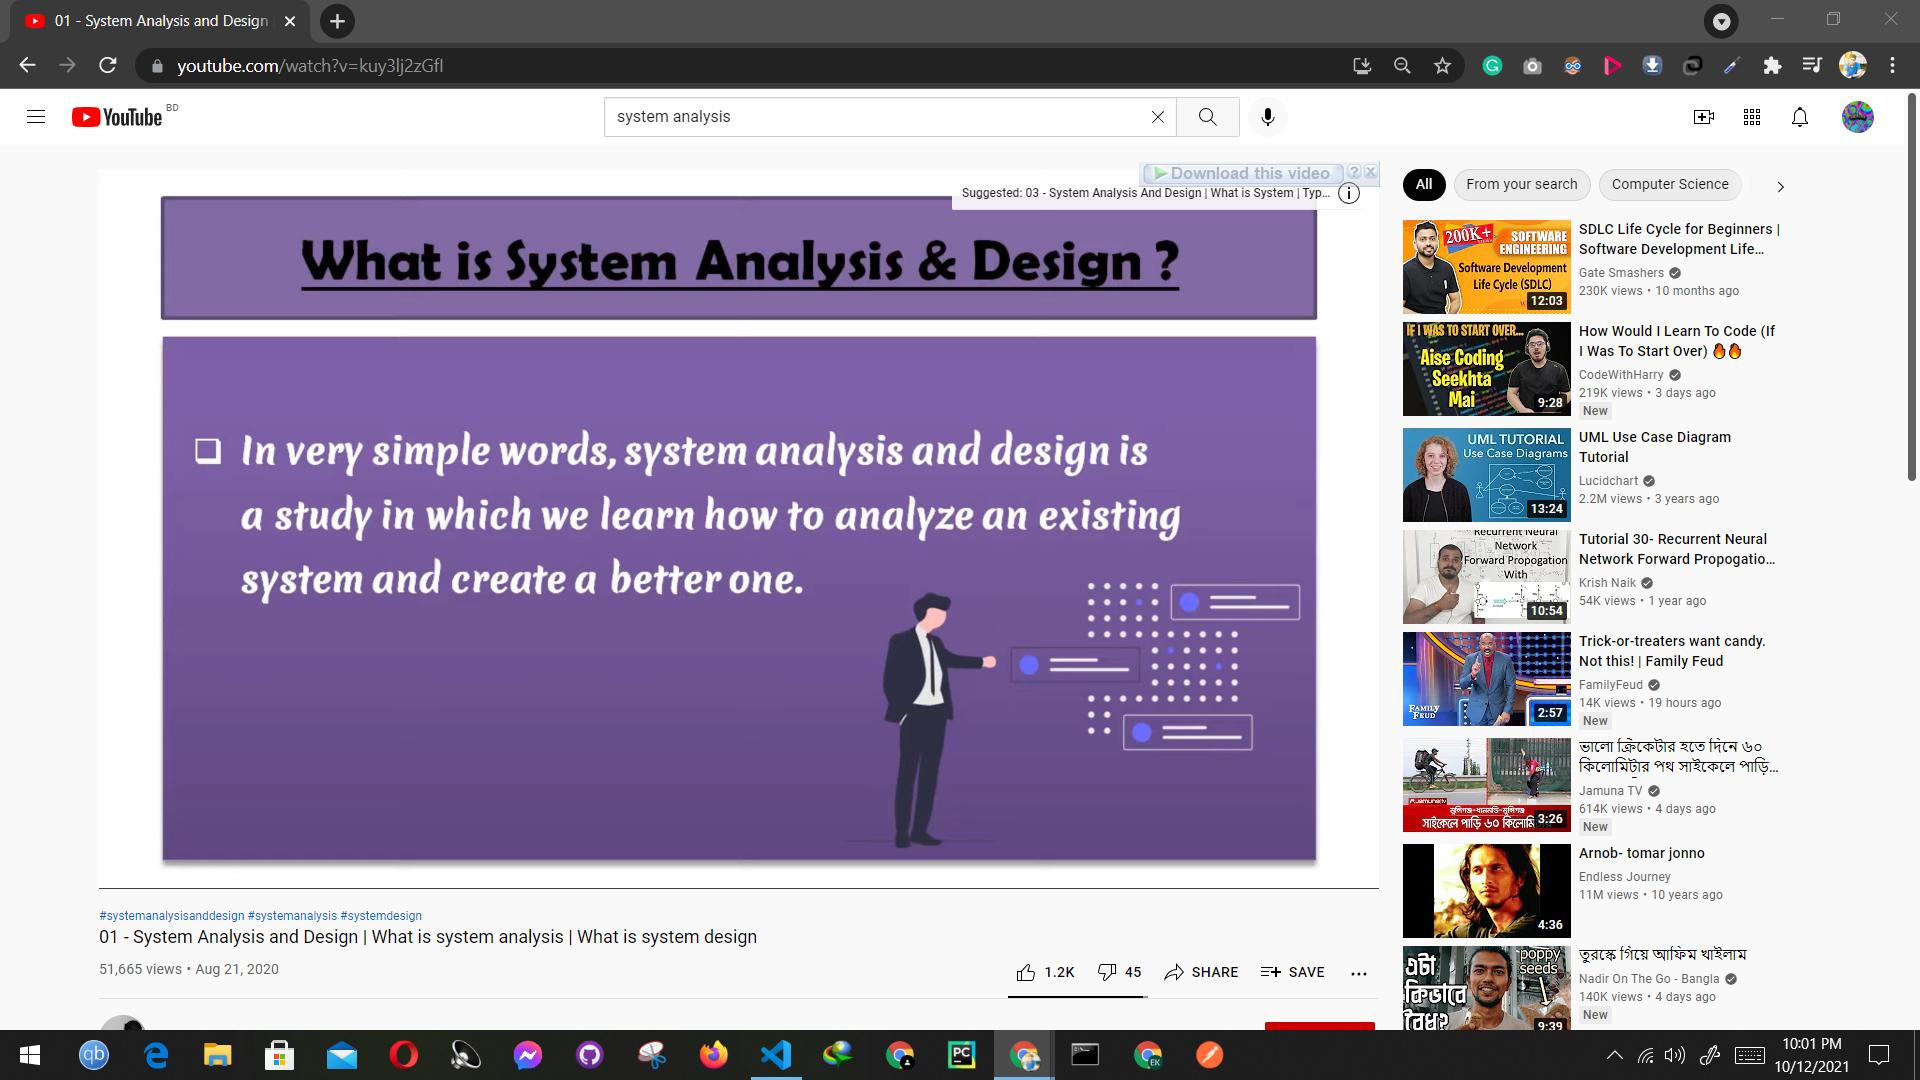 01 - System Analysis and Design
youtube.com/watch?v=kuy3lj2zGfI
YouTube BD
system analysis
Download this video
Suggested: 03 - System Analysis And Design | What is System | Typ...
What is System Analysis & Design ?
In very simple words, system analysis and design is
a study in which we learn how to analyze an existing
system and create a better one.
#systemanalysisanddesign #systemanalysis #systemdesign
01 - System Analysis and Design | What is system analysis | What is system design
51,665 views • Aug 21, 2020
1.2K 45 SHARE SAVE
All From your search Computer Science
200K+ SOFTWARE
ENGINEERING
Software Development
Life Cycle (SDLC)
12:03
SDLC Life Cycle for Beginners |
Software Development Life...
Gate Smashers
230K views • 10 months ago
IF I WAS TO START OVER...
Aise Coding
Seekhta
Mai
9:28
How Would I Learn To Code (If
I Was To Start Over) 🔥🔥
CodeWithHarry
219K views • 3 days ago
New
UML TUTORIAL
Use Case Diagrams
13:24
UML Use Case Diagram
Tutorial
Lucidchart
2.2M views • 3 years ago
Recurrent Neural
Network
Forward Propogation
With
10:54
Tutorial 30- Recurrent Neural
Network Forward Propogatio...
Krish Naik
54K views • 1 year ago
FAMILY
FEUD
2:57
Trick-or-treaters want candy.
Not this! | Family Feud
FamilyFeud
14K views • 19 hours ago
New
মুন্সিগঞ্জ-ধানমন্ডি-মুন্সিগঞ্জ
সাইকেলে পাড়ি ৬০ কিলোমি
3:26
ভালো ক্রিকেটার হতে দিনে ৬০
কিলোমিটার পথ সাইকেলে পাড়ি...
Jamuna TV
614K views • 4 days ago
New
4:36
Arnob- tomar jonno
Endless Journey
11M views • 10 years ago
এটা
কিভাবে
বৈধ?
poppy
seeds
9:39
তুরস্কে গিয়ে আফিম খাইলাম
Nadir On The Go - Bangla
140K views • 4 days ago
New
qb
PC
EK
10:01 PM
10/12/2021